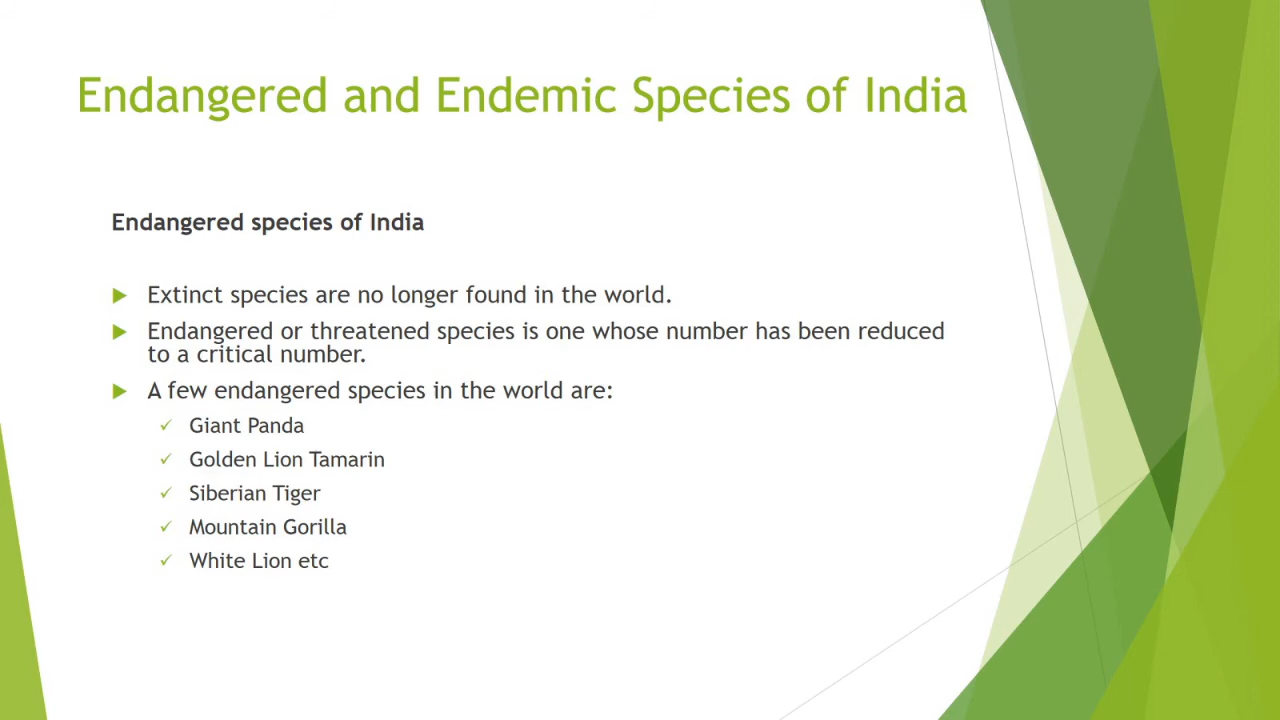 Endangered and Endemic Species of India
Endangered species of India
Extinct species are no longer found in the world.
Endangered or threatened species is one whose number has been reduced
to a critical number.
A few endangered species in the world are:
Giant Panda
Golden Lion Tamarin
Siberian Tiger
Mountain Gorilla
White Lion etc